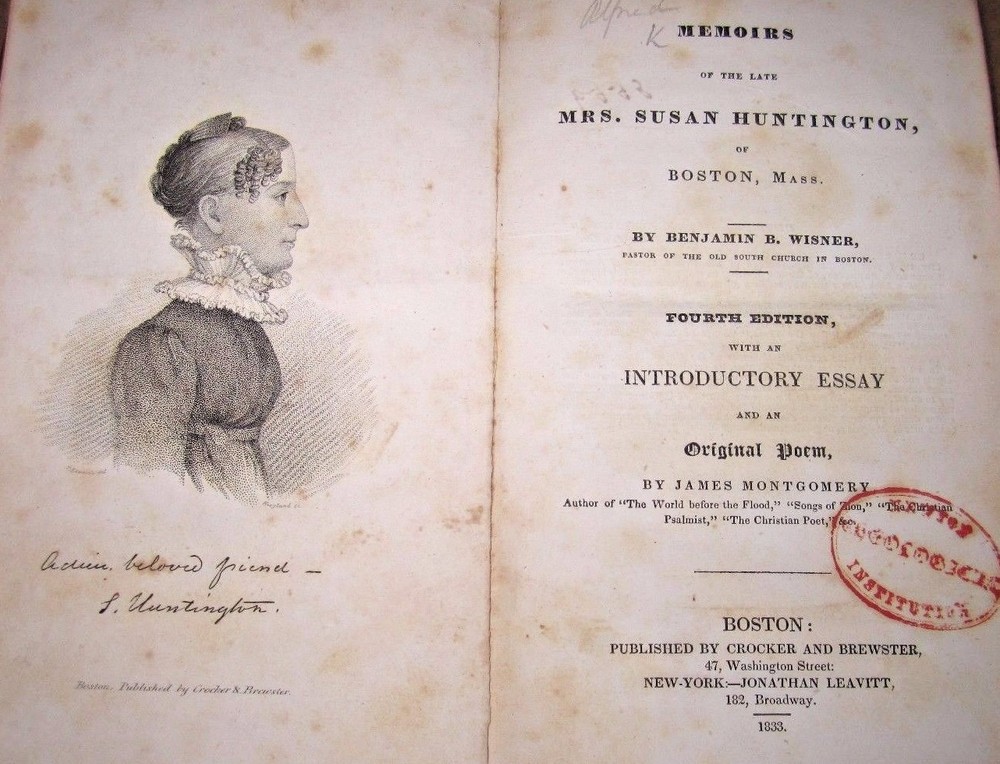 Adieu, beloved friend —
S. Huntington.
Boston, Published by Crocker & Brewster.
Alfred
K
MEMOIRS
OF THE LATE
MRS. SUSAN HUNTINGTON,
OF
BOSTON, MASS.
BY BENJAMIN B. WISNER,
PASTOR OF THE OLD SOUTH CHURCH IN BOSTON.
FOURTH EDITION,
WITH AN
INTRODUCTORY ESSAY
AND AN
Original Poem,
BY JAMES MONTGOMERY,
Author of "The World before the Flood," "Songs of Zion," "The Christian
Psalmist," "The Christian Poet," &c.
NEWTON
THEOLOGICAL
INSTITUTION
BOSTON:
PUBLISHED BY CROCKER AND BREWSTER,
47, Washington Street:
NEW-YORK:—JONATHAN LEAVITT,
182, Broadway.
1833.